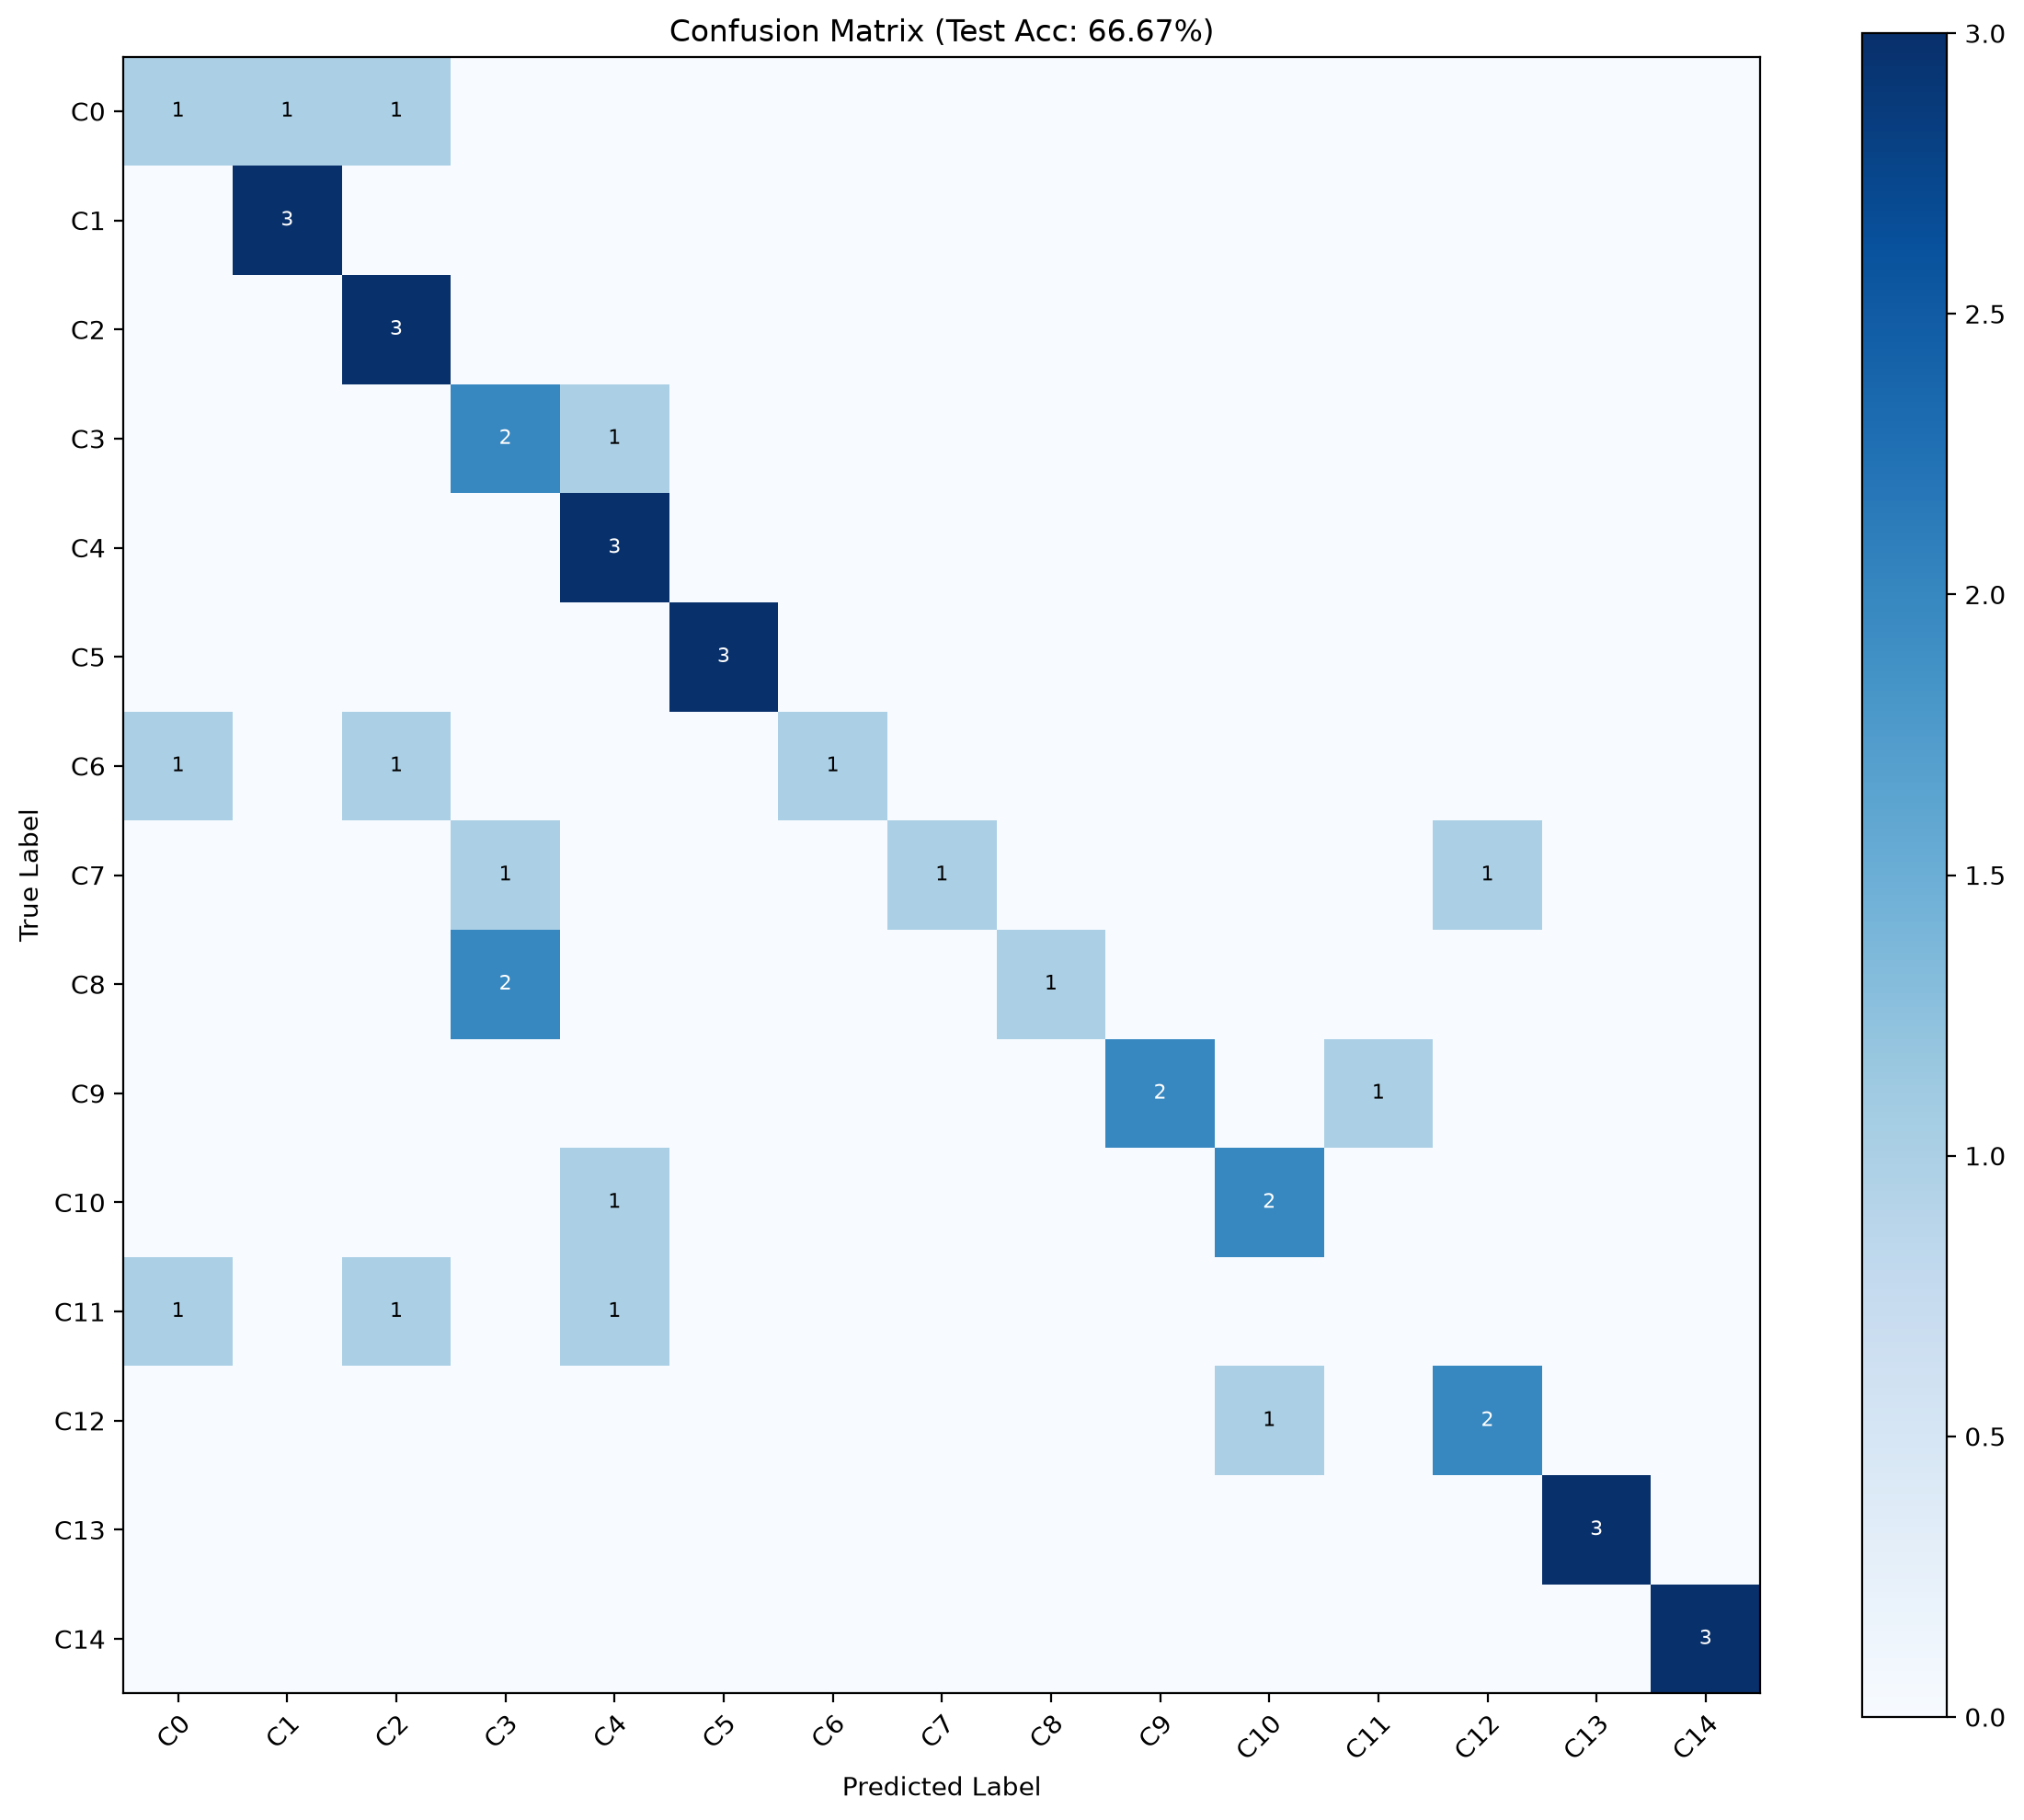 Confusion Matrix (Test Acc: 66.67%)
3.0
C0 1 1 1
C1 3
C2 3
2.5
C3 2 1
C4 3
2.0
C5 3
C6 1 1 1
True Label
C7 1 1 1
1.5
C8 2 1
C9 2 1
1.0
C10 1 2
C11 1 1 1
C12 1 2
0.5
C13 3
C14 3
0.0
C0 C1 C2 C3 C4 C5 C6 C7 C8 C9 C10 C11 C12 C13 C14
Predicted Label